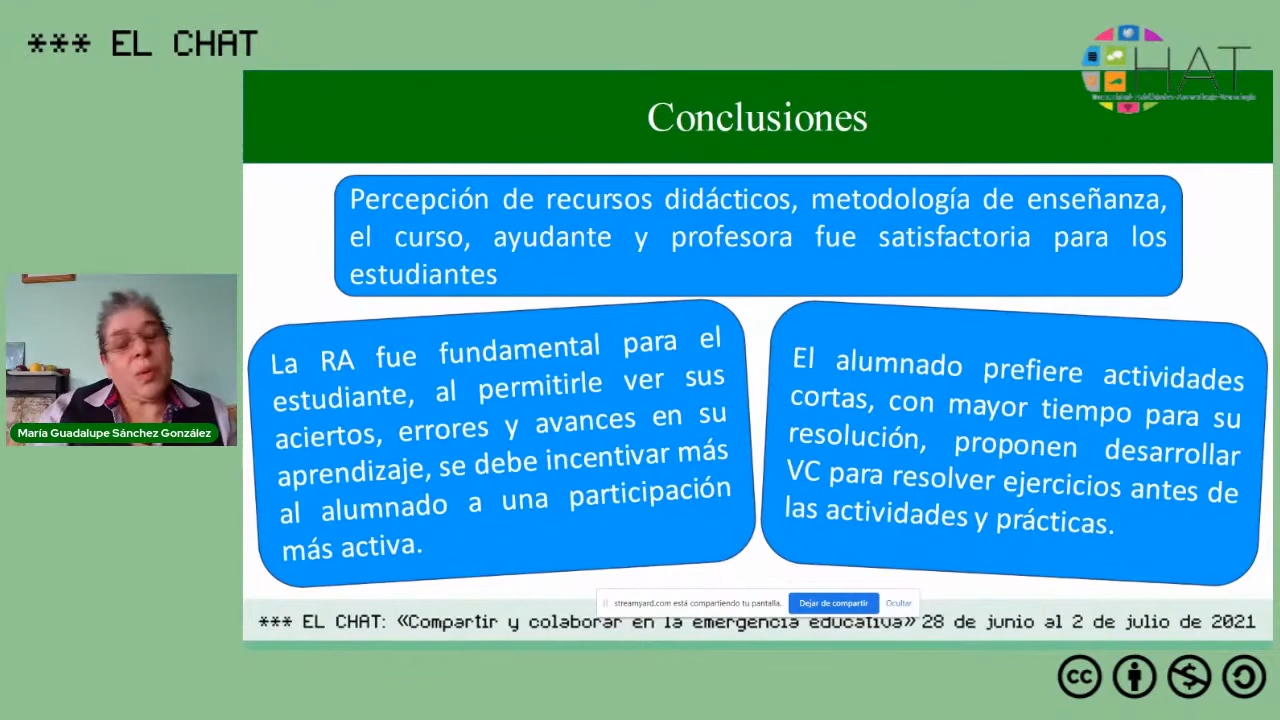 *** EL CHAT
HAT
Conclusiones
Percepción de recursos didácticos, metodología de enseñanza,
el curso, ayudante y profesora fue satisfactoria para los
estudiantes
La RA fue fundamental para el
estudiante, al permitirle ver sus
aciertos, errores y avances en su
aprendizaje, se debe incentivar más
al alumnado a una participación
más activa.
El alumnado prefiere actividades
cortas, con mayor tiempo para su
resolución, proponen desarrollar
VC para resolver ejercicios antes de
las actividades y prácticas.
María Guadalupe Sánchez González
streamyard.com está compartiendo tu pantalla.
Dejar de compartir
Ocultar
*** EL CHAT: «Compartir y colaborar en la emergencia educativa» 28 de junio al 2 de julio de 2021
cc